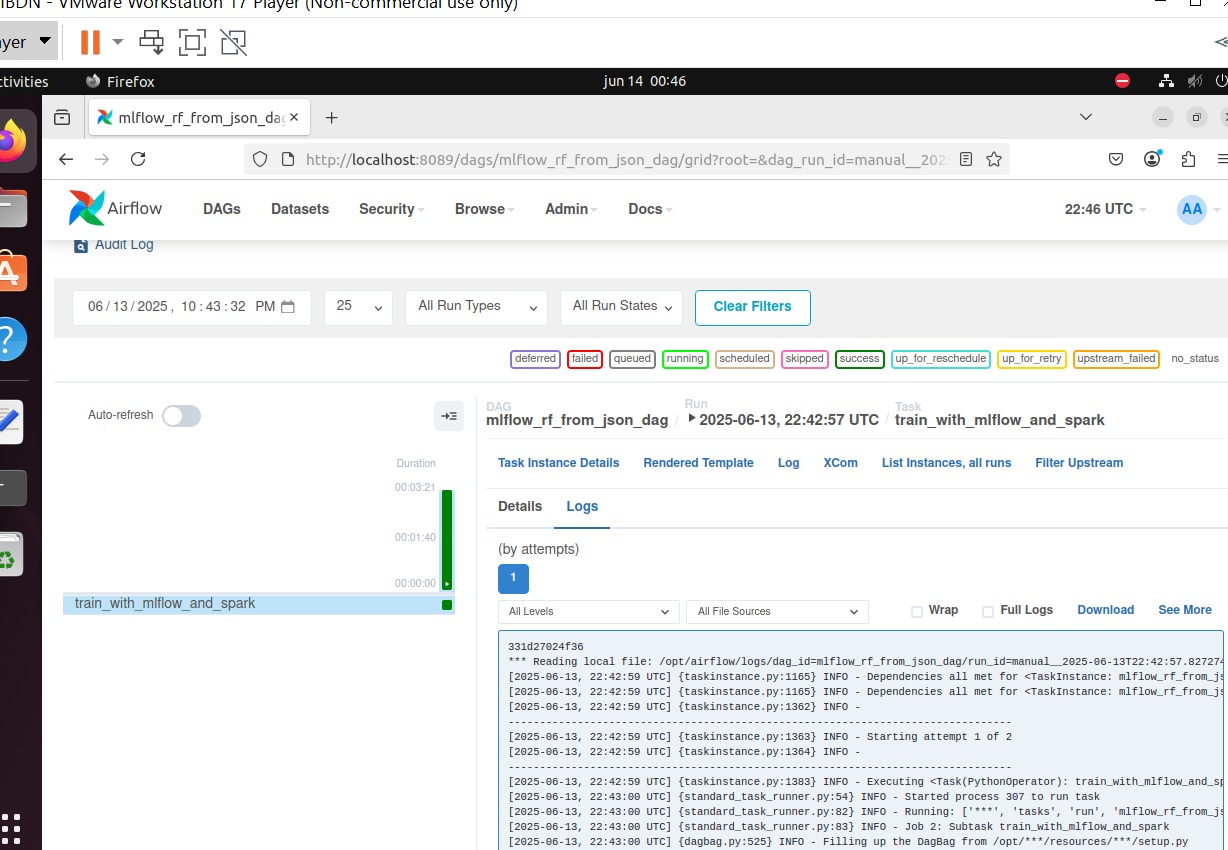 IBDN - VMware Workstation 17 Player (Non-commercial use only)
ayer
tivities Firefox jun 14 00:46
mlflow_rf_from_json_dag
http://localhost:8089/dags/mlflow_rf_from_json_dag/grid?root=&dag_run_id=manual__202
Airflow DAGs Datasets Security Browse Admin Docs 22:46 UTC AA
Audit Log
06/13/2025, 10:43:32 PM 25 All Run Types All Run States Clear Filters
deferred failed queued running scheduled skipped success up_for_reschedule up_for_retry upstream_failed no_status
Auto-refresh
DAG Run Task
mlflow_rf_from_json_dag / 2025-06-13, 22:42:57 UTC / train_with_mlflow_and_spark
Duration
00:03:21
00:01:40
00:00:00
train_with_mlflow_and_spark
Task Instance Details Rendered Template Log XCom List Instances, all runs Filter Upstream
Details Logs
(by attempts)
1
All Levels All File Sources Wrap Full Logs Download See More
331d27024f36
*** Reading local file: /opt/airflow/logs/dag_id=mlflow_rf_from_json_dag/run_id=manual__2025-06-13T22:42:57.827274
[2025-06-13, 22:42:59 UTC] {taskinstance.py:1165} INFO - Dependencies all met for <TaskInstance: mlflow_rf_from_js
[2025-06-13, 22:42:59 UTC] {taskinstance.py:1165} INFO - Dependencies all met for <TaskInstance: mlflow_rf_from_js
[2025-06-13, 22:42:59 UTC] {taskinstance.py:1362} INFO -
--------------------------------------------------------------------------------
[2025-06-13, 22:42:59 UTC] {taskinstance.py:1363} INFO - Starting attempt 1 of 2
[2025-06-13, 22:42:59 UTC] {taskinstance.py:1364} INFO -
--------------------------------------------------------------------------------
[2025-06-13, 22:42:59 UTC] {taskinstance.py:1383} INFO - Executing <Task(PythonOperator): train_with_mlflow_and_sp
[2025-06-13, 22:43:00 UTC] {standard_task_runner.py:54} INFO - Started process 307 to run task
[2025-06-13, 22:43:00 UTC] {standard_task_runner.py:82} INFO - Running: ['***', 'tasks', 'run', 'mlflow_rf_from_js
[2025-06-13, 22:43:00 UTC] {standard_task_runner.py:83} INFO - Job 2: Subtask train_with_mlflow_and_spark
[2025-06-13, 22:43:00 UTC] {dagbag.py:525} INFO - Filling up the DagBag from /opt/***/resources/***/setup.py